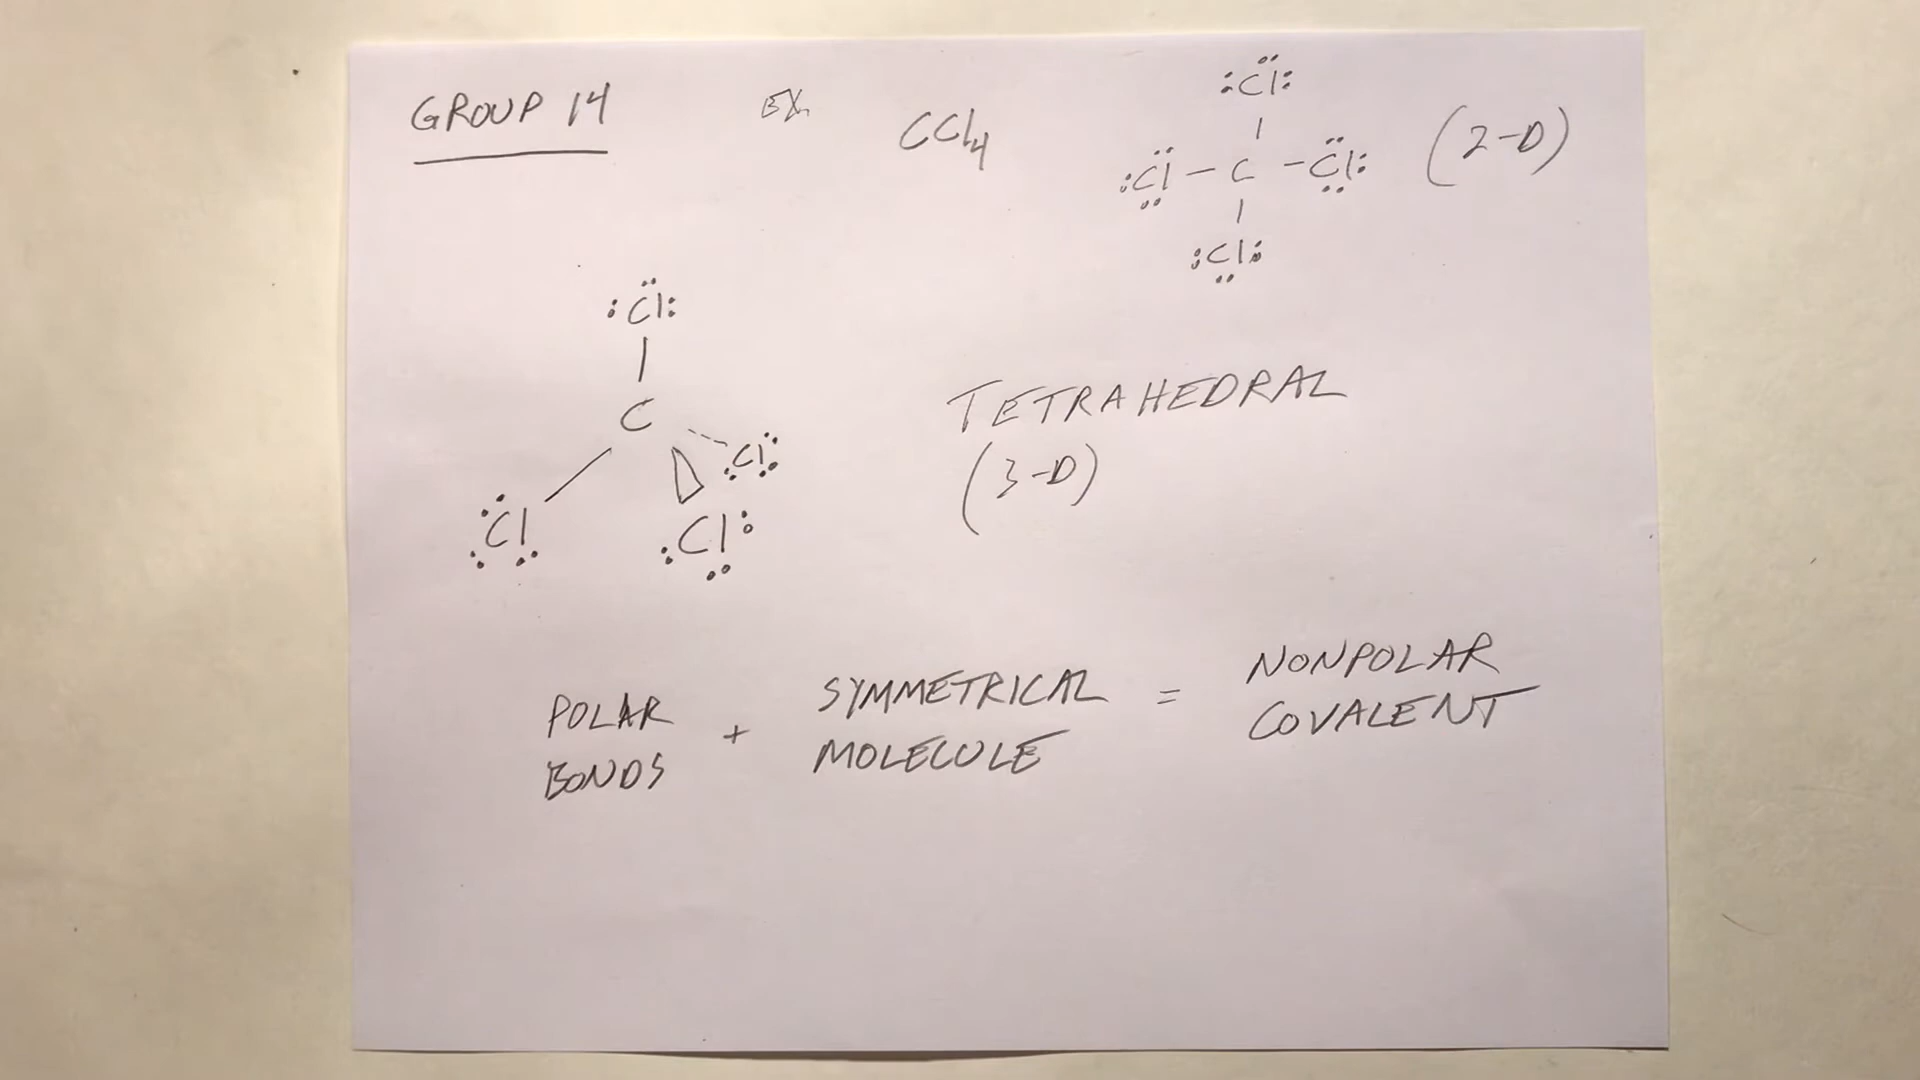 GROUP 14
EX.
CCl4
:Cl:
:Cl - C - Cl:
:Cl:
(2-D)
:Cl:
C
Cl
Cl
Cl
TETRAHEDRAL
(3-D)
POLAR
BONDS
+
SYMMETRICAL
MOLECULE
=
NONPOLAR
COVALENT